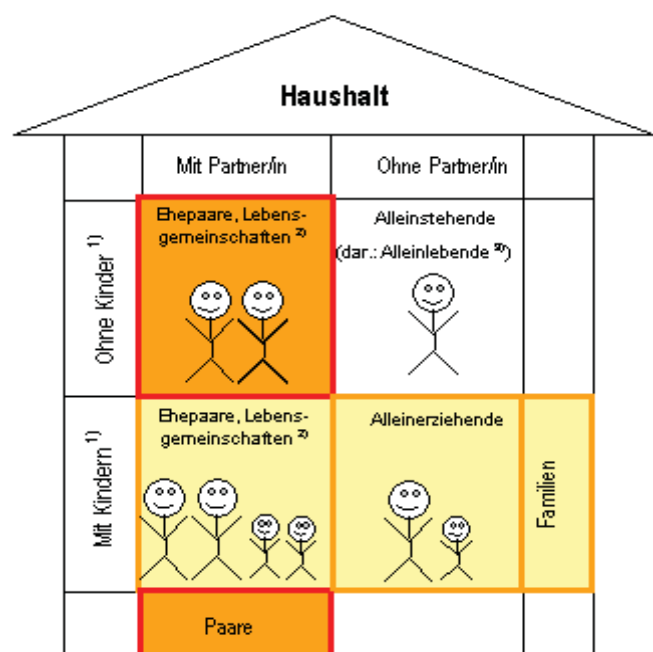 Haushalt
Mit Partner/in
Ohne Partner/in
Ohne Kinder 1)
Ehepaare, Lebens-
gemeinschaften 2)
Alleinstehende
(dar.: Alleinlebende 3))
Mit Kindern 1)
Ehepaare, Lebens-
gemeinschaften 2)
Alleinerziehende
Familien
Paare